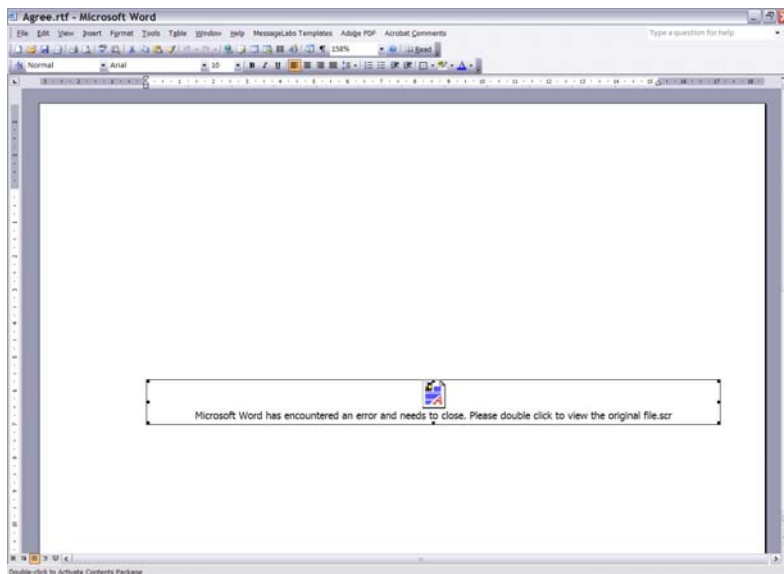 Agree.rtf - Microsoft Word
File Edit View Insert Format Tools Table Window Help MessageLabs Templates Adobe PDF Acrobat Comments Type a question for help
158% Read
Normal Arial 10 B I U A
Microsoft Word has encountered an error and needs to close. Please double click to view the original file.scr
Double-click to Activate Contents Package